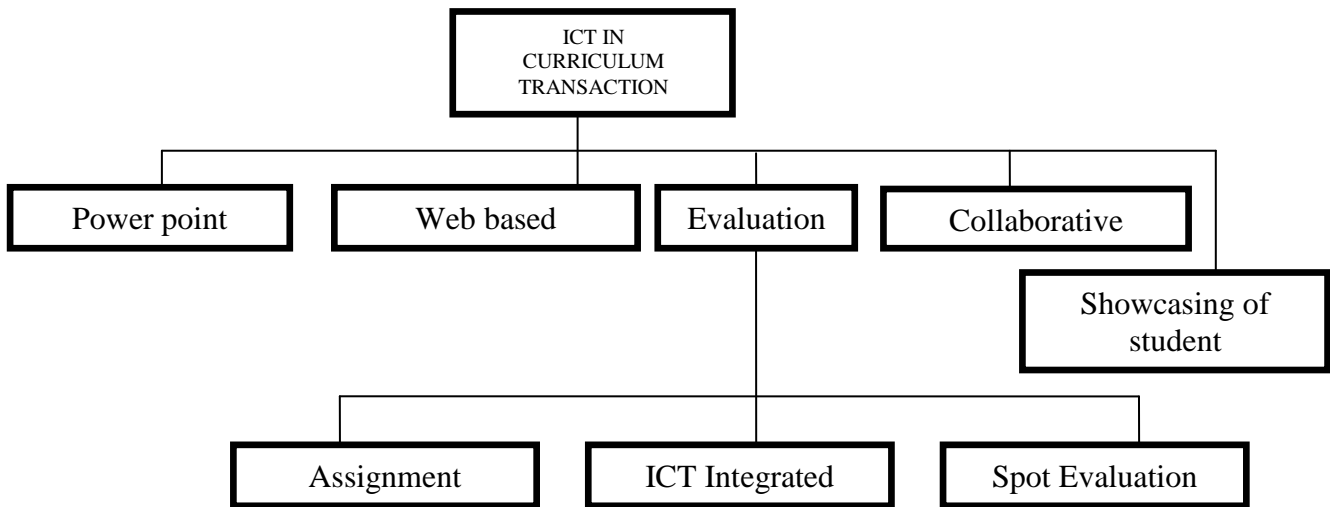 ICT IN
CURRICULUM
TRANSACTION
Power point
Web based
Evaluation
Collaborative
Showcasing of
student
Assignment
ICT Integrated
Spot Evaluation